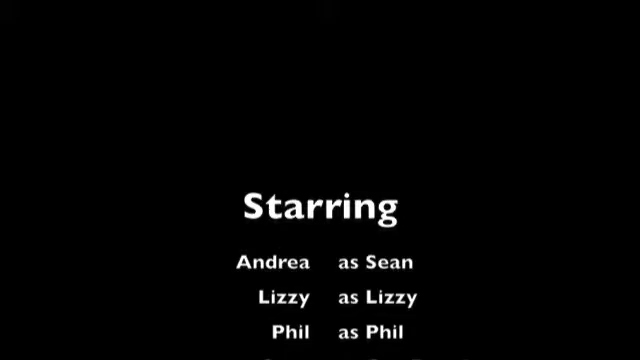 Starring
Andrea as Sean
Lizzy as Lizzy
Phil as Phil